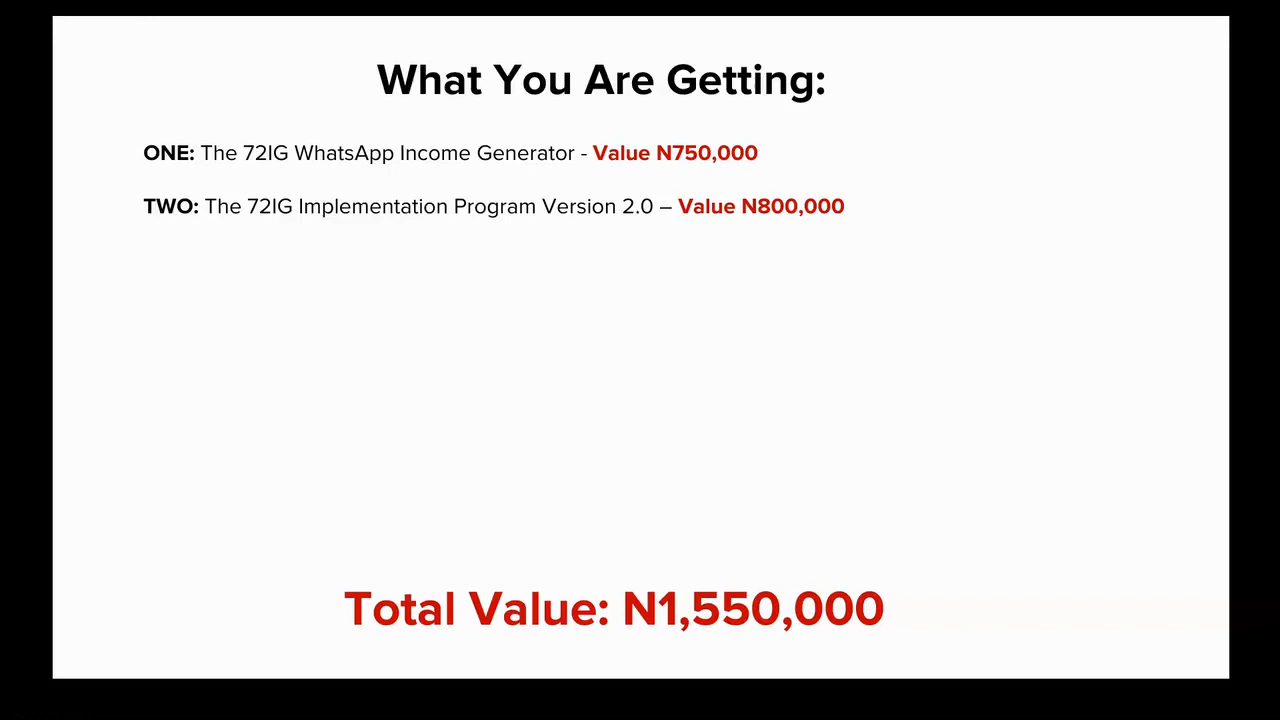 What You Are Getting:
ONE: The 72IG WhatsApp Income Generator - Value N750,000
TWO: The 72IG Implementation Program Version 2.0 – Value N800,000
Total Value: N1,550,000